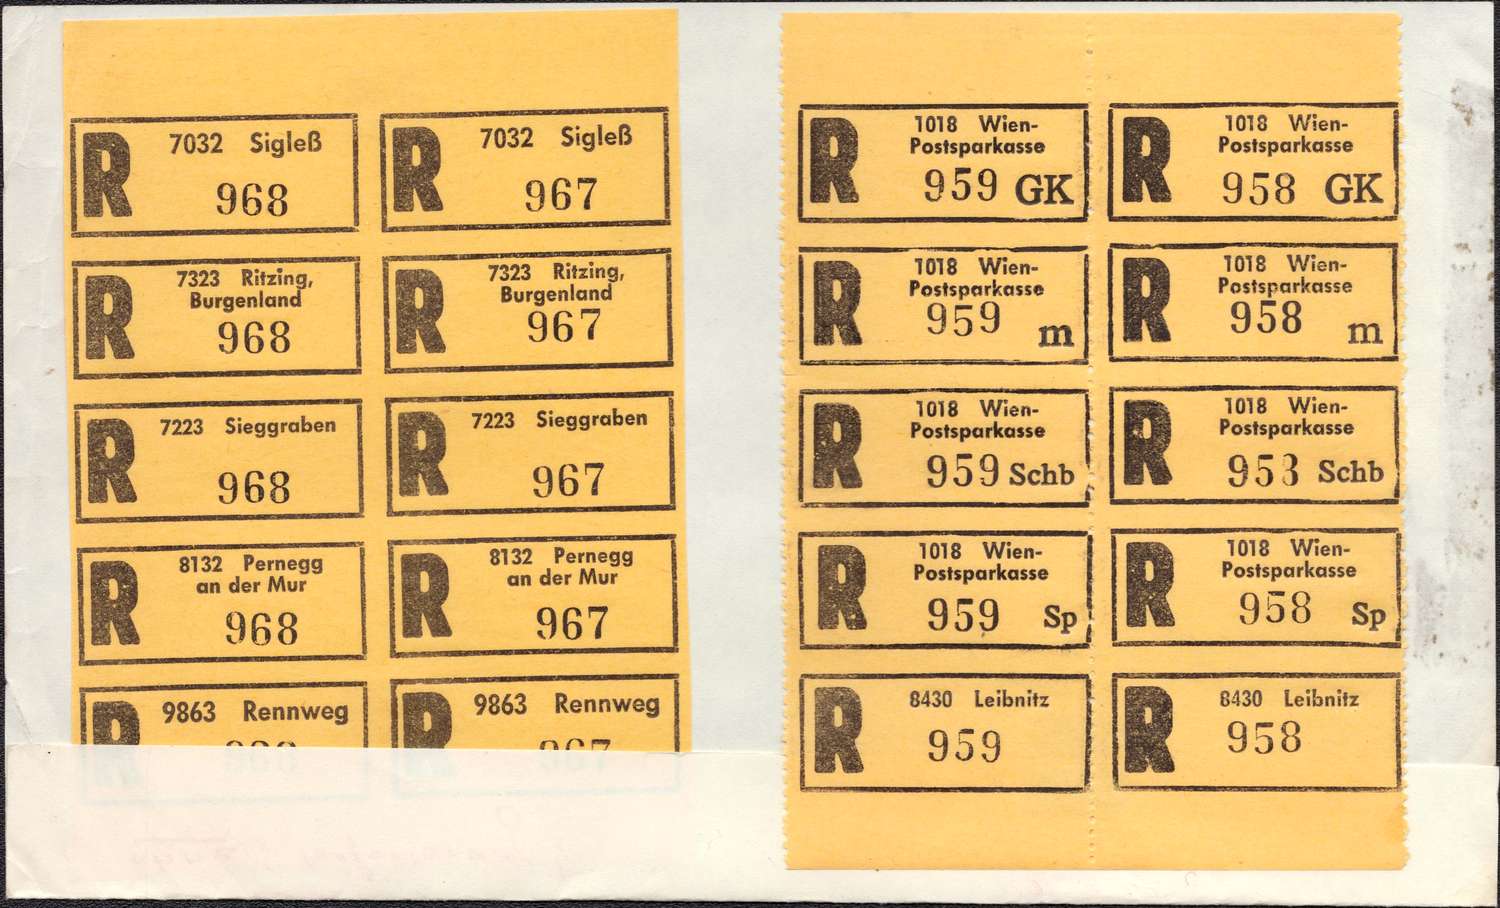 R 7032 Sigleß
968
R 7032 Sigleß
967
R 7323 Ritzing,
Burgenland
968
R 7323 Ritzing,
Burgenland
967
R 7223 Sieggraben
968
R 7223 Sieggraben
967
R 8132 Pernegg
an der Mur
968
R 8132 Pernegg
an der Mur
967
R 9863 Rennweg
R 9863 Rennweg
967
R 1018 Wien-
Postsparkasse
959 GK
R 1018 Wien-
Postsparkasse
958 GK
R 1018 Wien-
Postsparkasse
959 m
R 1018 Wien-
Postsparkasse
958 m
R 1018 Wien-
Postsparkasse
959 Schb
R 1018 Wien-
Postsparkasse
958 Schb
R 1018 Wien-
Postsparkasse
959 Sp
R 1018 Wien-
Postsparkasse
958 Sp
R 8430 Leibnitz
959
R 8430 Leibnitz
958